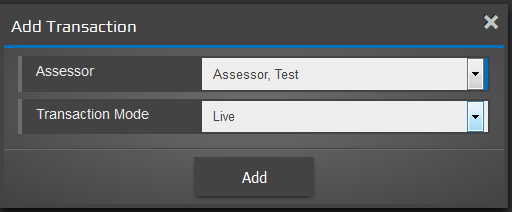 Add Transaction
Assessor Assessor, Test
Transaction Mode Live
Add